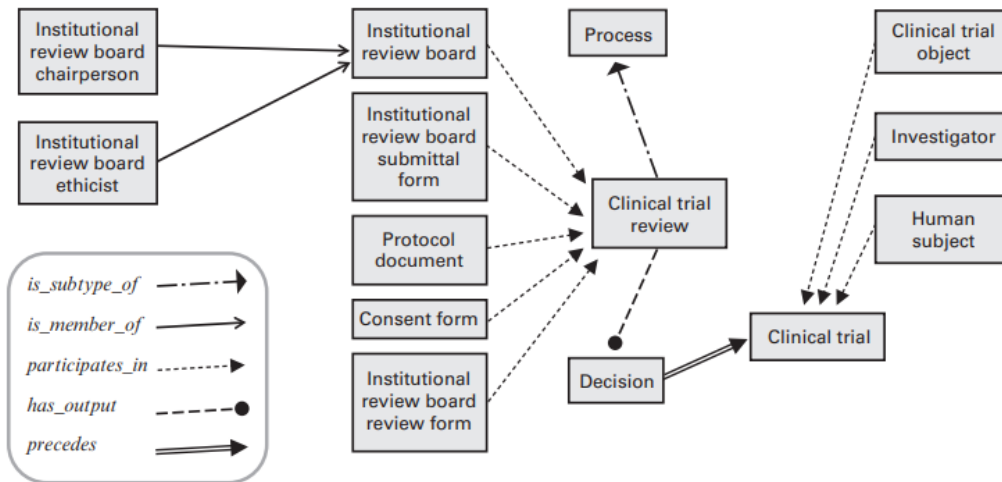 Institutional
review board
chairperson
Institutional
review board
Process
Clinical trial
object
Institutional
review board
ethicist
Institutional
review board
submittal
form
Investigator
Clinical trial
review
Human
subject
Protocol
document
Consent form
Clinical trial
Institutional
review board
review form
Decision
is_subtype_of
is_member_of
participates_in
has_output
precedes